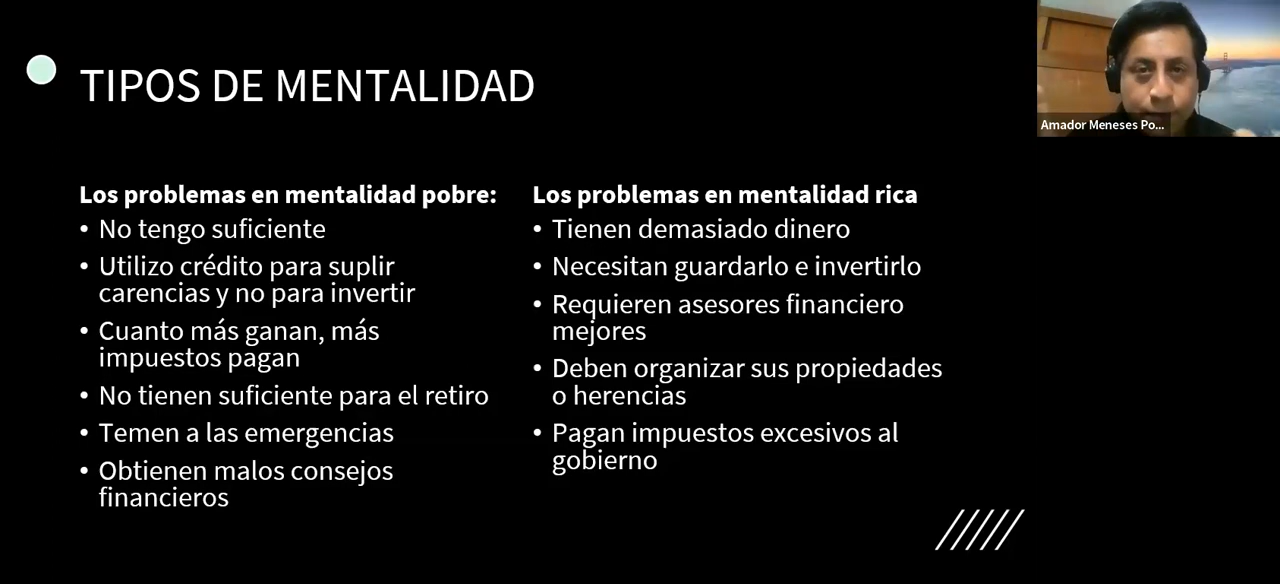 TIPOS DE MENTALIDAD
Amador Meneses Po...
Los problemas en mentalidad pobre:
• No tengo suficiente
• Utilizo crédito para suplir
carencias y no para invertir
• Cuanto más ganan, más
impuestos pagan
• No tienen suficiente para el retiro
• Temen a las emergencias
• Obtienen malos consejos
financieros
Los problemas en mentalidad rica
• Tienen demasiado dinero
• Necesitan guardarlo e invertirlo
• Requieren asesores financiero
mejores
• Deben organizar sus propiedades
o herencias
• Pagan impuestos excesivos al
gobierno